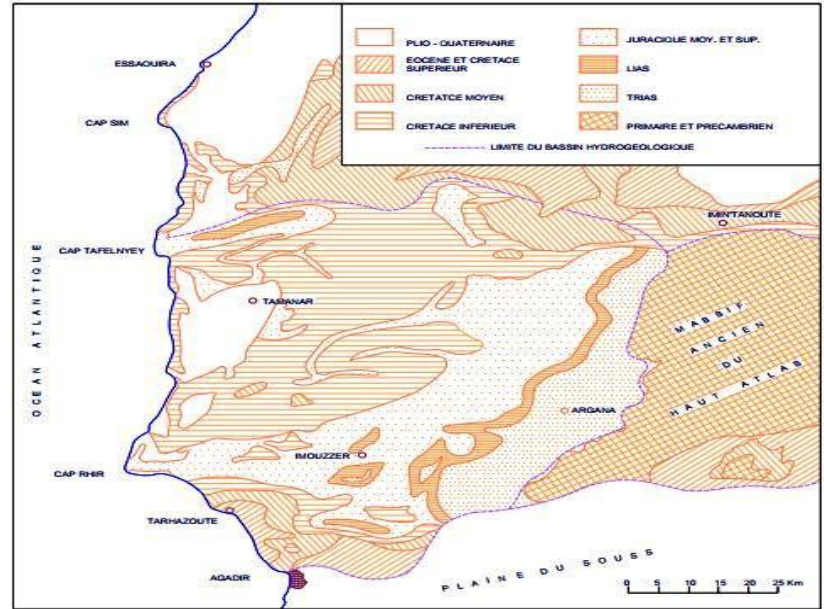 PLIO - QUATERNAIRE
EOCENE ET CRETACE
SUPERIEUR
CRETATCE MOYEN
CRETACE INFERIEUR
JURACIQUE MOY. ET SUP.
LIAS
TRIAS
PRIMAIRE ET PRECAMBRIEN
LIMITE DU BASSIN HYDROGEOLOGIQUE
ESSAOUIRA
CAP SIM
IMIN'TANOUTE
CAP TAFELNYEY
OCEAN ATLANTIQUE
TAMANAR
MASSIF
ANCIEN
DU
HAUT ATLAS
ARGANA
IMOUZZER
CAP RHIR
TARHAZOUTE
AGADIR
PLAINE DU SOUSS
0 5 10 15 20 25 Km